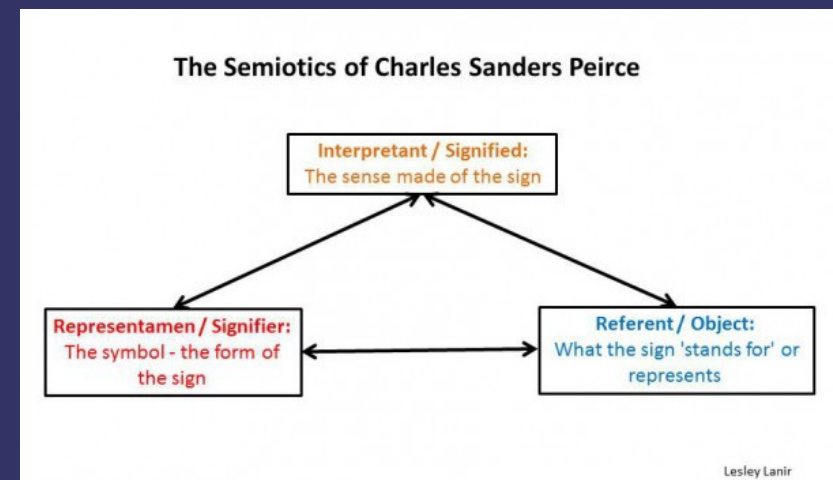 The Semiotics of Charles Sanders Peirce
Interpretant / Signified:
The sense made of the sign
Representamen / Signifier:
The symbol - the form of
the sign
Referent / Object:
What the sign 'stands for' or
represents
Lesley Lanir